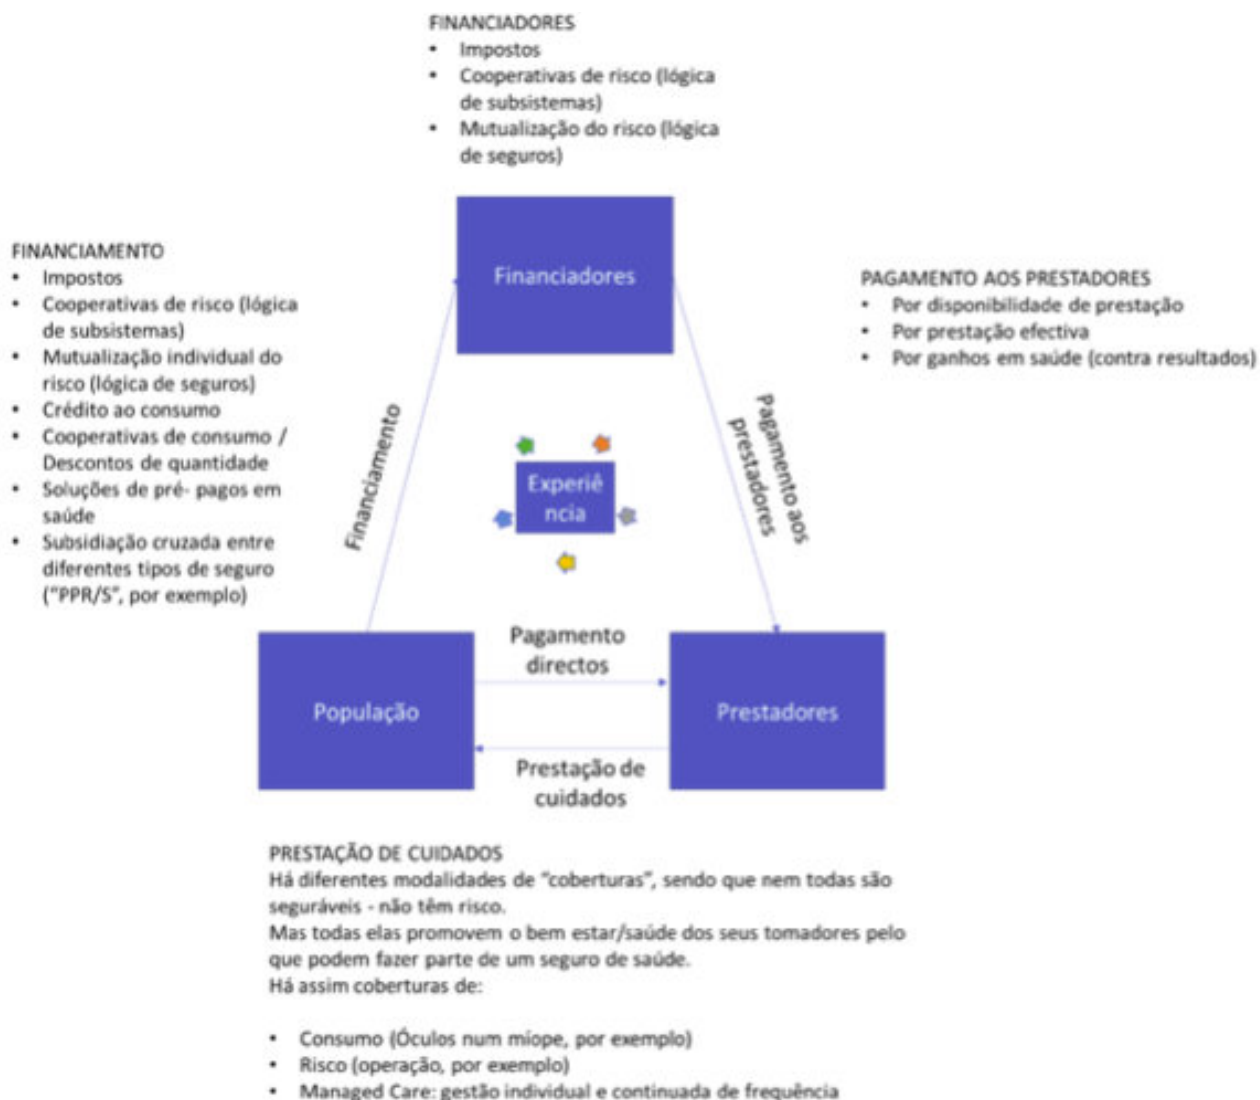 FINANCIADORES
• Impostos
• Cooperativas de risco (lógica
de subsistemas)
• Mutualização do risco (lógica
de seguros)
FINANCIAMENTO
• Impostos
• Cooperativas de risco (lógica
de subsistemas)
• Mutualização individual do
risco (lógica de seguros)
• Crédito ao consumo
• Cooperativas de consumo /
Descontos de quantidade
• Soluções de pré- pagos em
saúde
• Subsidiação cruzada entre
diferentes tipos de seguro
("PPR/S", por exemplo)
Financiadores
PAGAMENTO AOS PRESTADORES
• Por disponibilidade de prestação
• Por prestação efectiva
• Por ganhos em saúde (contra resultados)
Financiamento
Pagamento aos
prestadores
Experiê
ncia
Pagamento
directos
População
Prestadores
Prestação de
cuidados
PRESTAÇÃO DE CUIDADOS
Há diferentes modalidades de "coberturas", sendo que nem todas são
seguráveis - não têm risco.
Mas todas elas promovem o bem estar/saúde dos seus tomadores pelo
que podem fazer parte de um seguro de saúde.
Há assim coberturas de:
• Consumo (Óculos num míope, por exemplo)
• Risco (operação, por exemplo)
• Managed Care: gestão individual e continuada de frequência